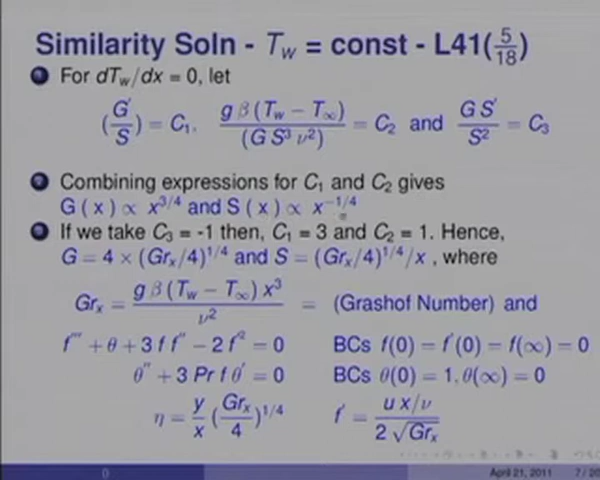 Similarity Soln - T_w = const - L41(5/18)
1 For dT_w/dx = 0, let
(G′/S) = C_1, g β (T_w − T_∞)/(G S^3 ν^2) = C_2 and G S′/S^2 = C_3
2 Combining expressions for C_1 and C_2 gives
G (x) ∝ x^{3/4} and S (x) ∝ x^{−1/4}
3 If we take C_3 = -1 then, C_1 = 3 and C_2 = 1. Hence,
G = 4 × (Gr_x/4)^{1/4} and S = (Gr_x/4)^{1/4}/x , where
Gr_x = g β (T_w − T_∞) x^3/ν^2 = (Grashof Number) and
f‴ + θ + 3 f f″ − 2 f′^2 = 0 BCs f(0) = f′(0) = f(∞) = 0
θ″ + 3 Pr f θ′ = 0 BCs θ(0) = 1, θ(∞) = 0
η = y/x (Gr_x/4)^{1/4} f′ = u x/ν / 2 √Gr_x
April 21, 2011